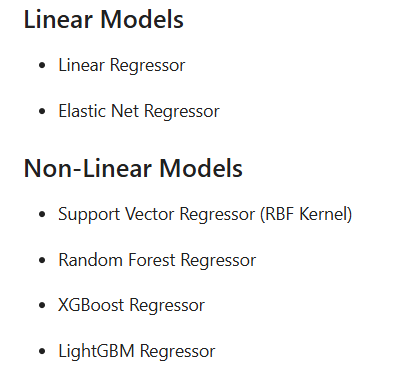 Linear Models
Linear Regressor
Elastic Net Regressor
Non-Linear Models
Support Vector Regressor (RBF Kernel)
Random Forest Regressor
XGBoost Regressor
LightGBM Regressor